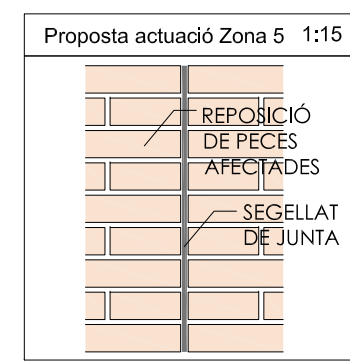 Proposta actuació Zona 5 1:15
REPOSICIÓ
DE PECES
AFECTADES
SEGELLAT
DE JUNTA